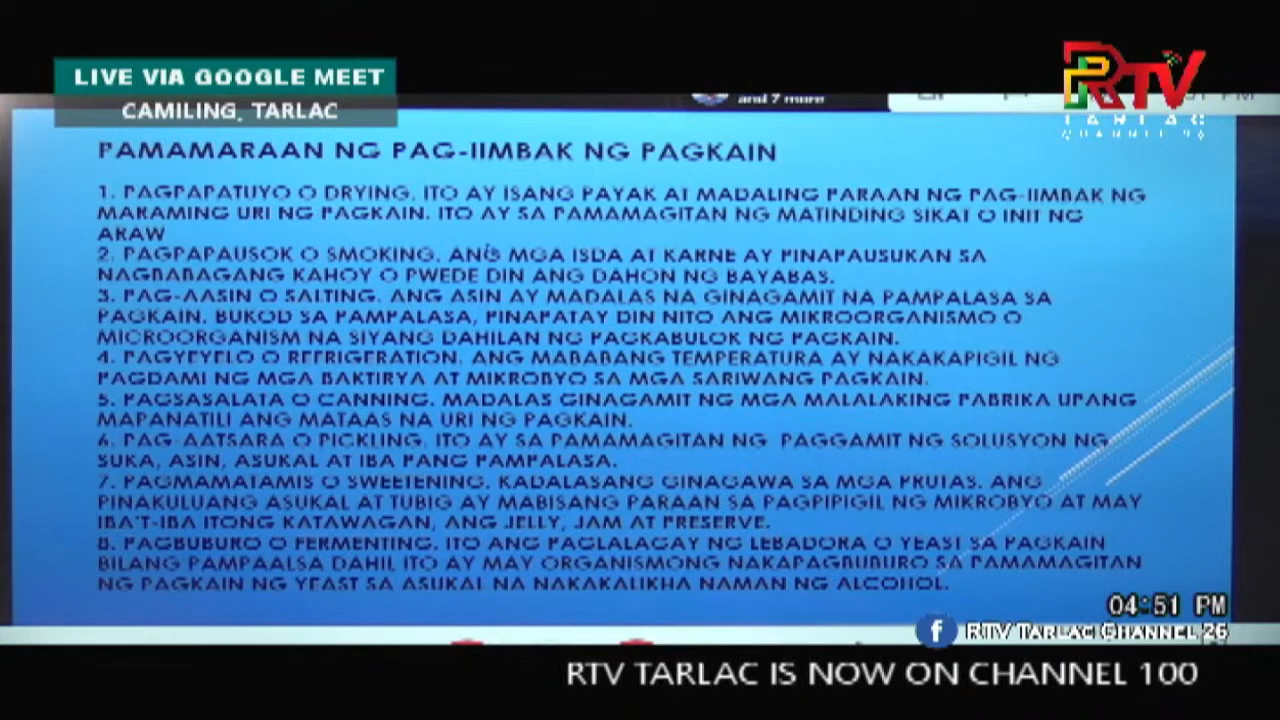 LIVE VIA GOOGLE MEET
CAMILING, TARLAC
and 7 more
RTV
TARLAC
CHANNEL 26
PAMAMARAAN NG PAG-IIMBAK NG PAGKAIN
1. PAGPAPATUYO O DRYING. ITO AY ISANG PAYAK AT MADALING PARAAN NG PAG-IIMBAK NG
MARAMING URI NG PAGKAIN. ITO AY SA PAMAMAGITAN NG MATINDING SIKAT O INIT NG
ARAW
2. PAGPAPAUSOK O SMOKING. ANG MGA ISDA AT KARNE AY PINAPAUSUKAN SA
NAGBABAGANG KAHOY O PWEDE DIN ANG DAHON NG BAYABAS.
3. PAG-AASIN O SALTING. ANG ASIN AY MADALAS NA GINAGAMIT NA PAMPALASA SA
PAGKAIN. BUKOD SA PAMPALASA, PINAPATAY DIN NITO ANG MIKROORGANISMO O
MICROORGANISM NA SIYANG DAHILAN NG PAGKABULOK NG PAGKAIN.
4. PAGYEYELO O REFRIGERATION. ANG MABABANG TEMPERATURA AY NAKAKAPIGIL NG
PAGDAMI NG MGA BAKTIRYA AT MIKROBYO SA MGA SARIWANG PAGKAIN.
5. PAGSASALATA O CANNING. MADALAS GINAGAMIT NG MGA MALALAKING PABRIKA UPANG
MAPANATILI ANG MATAAS NA URI NG PAGKAIN.
6. PAG-AATSARA O PICKLING. ITO AY SA PAMAMAGITAN NG PAGGAMIT NG SOLUSYON NG
SUKA, ASIN, ASUKAL AT IBA PANG PAMPALASA.
7. PAGMAMATAMIS O SWEETENING. KADALASANG GINAGAWA SA MGA PRUTAS. ANG
PINAKULUANG ASUKAL AT TUBIG AY MABISANG PARAAN SA PAGPIPIGIL NG MIKROBYO AT MAY
IBA'T-IBA ITONG KATAWAGAN, ANG JELLY, JAM AT PRESERVE.
8. PAGBUBURO O FERMENTING. ITO ANG PAGLALAGAY NG LEBADORA O YEAST SA PAGKAIN
BILANG PAMPAALSA DAHIL ITO AY MAY ORGANISMONG NAKAPAGBUBURO SA PAMAMAGITAN
NG PAGKAIN NG YEAST SA ASUKAL NA NAKAKALIKHA NAMAN NG ALCOHOL.
04:51 PM
RTV TARLAC CHANNEL 26
RTV TARLAC IS NOW ON CHANNEL 100